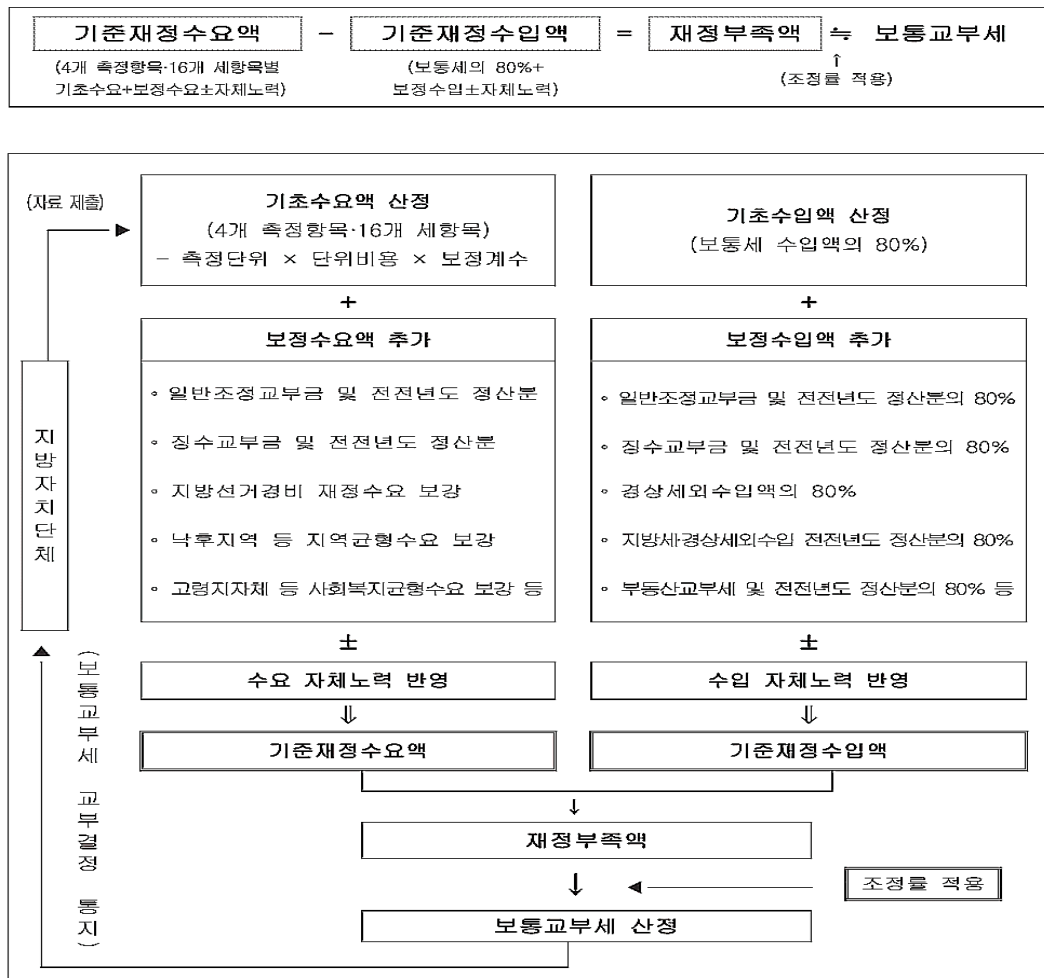 기준재정수요액 − 기준재정수입액 = 재정부족액 ≒ 보통교부세
(4개 측정항목·16개 세항목별
기초수요+보정수요±자체노력)
(보통세의 80%+
보정수입±자체노력)
↑
(조정률 적용)
(자료 제출)
기초수요액 산정
(4개 측정항목·16개 세항목)
− 측정단위 × 단위비용 × 보정계수
기초수입액 산정
(보통세 수입액의 80%)
+
+
보정수요액 추가
◦ 일반조정교부금 및 전전년도 정산분
◦ 징수교부금 및 전전년도 정산분
◦ 지방선거경비 재정수요 보강
◦ 낙후지역 등 지역균형수요 보강
◦ 고령지자체 등 사회복지균형수요 보강 등
보정수입액 추가
◦ 일반조정교부금 및 전전년도 정산분의 80%
◦ 징수교부금 및 전전년도 정산분의 80%
◦ 경상세외수입액의 80%
◦ 지방세·경상세외수입 전전년도 정산분의 80%
◦ 부동산교부세 및 전전년도 정산분의 80% 등
지방자치단체
±
±
수요 자체노력 반영
수입 자체노력 반영
⇓
⇓
기준재정수요액
기준재정수입액
↓
재정부족액
⇓
조정률 적용
보통교부세 산정
(보통교부세 교부결정 통지)